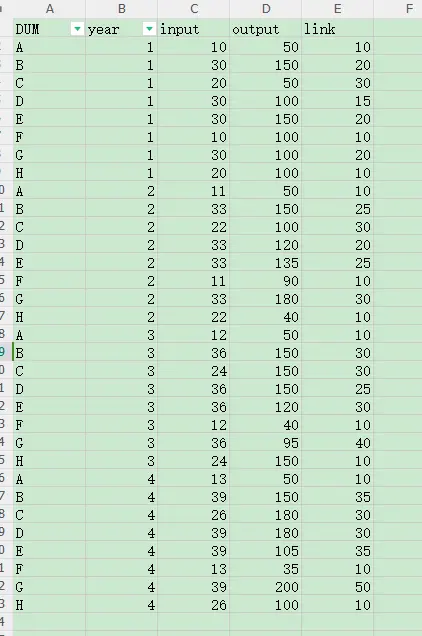 A B C D E F
DUM year input output link
A 1 10 50 10
B 1 30 150 20
C 1 20 50 30
D 1 30 100 15
E 1 30 150 20
F 1 10 100 10
G 1 30 100 20
H 1 20 100 10
0 A 2 11 50 10
1 B 2 33 150 25
2 C 2 22 100 30
3 D 2 33 120 20
4 E 2 33 135 25
5 F 2 11 90 10
6 G 2 33 180 30
7 H 2 22 40 10
8 A 3 12 50 10
9 B 3 36 150 30
0 C 3 24 150 30
1 D 3 36 150 25
2 E 3 36 120 30
3 F 3 12 40 10
4 G 3 36 95 40
5 H 3 24 150 10
6 A 4 13 50 10
7 B 4 39 150 35
8 C 4 26 180 30
9 D 4 39 180 30
0 E 4 39 105 35
1 F 4 13 35 10
2 G 4 39 200 50
3 H 4 26 100 10
4